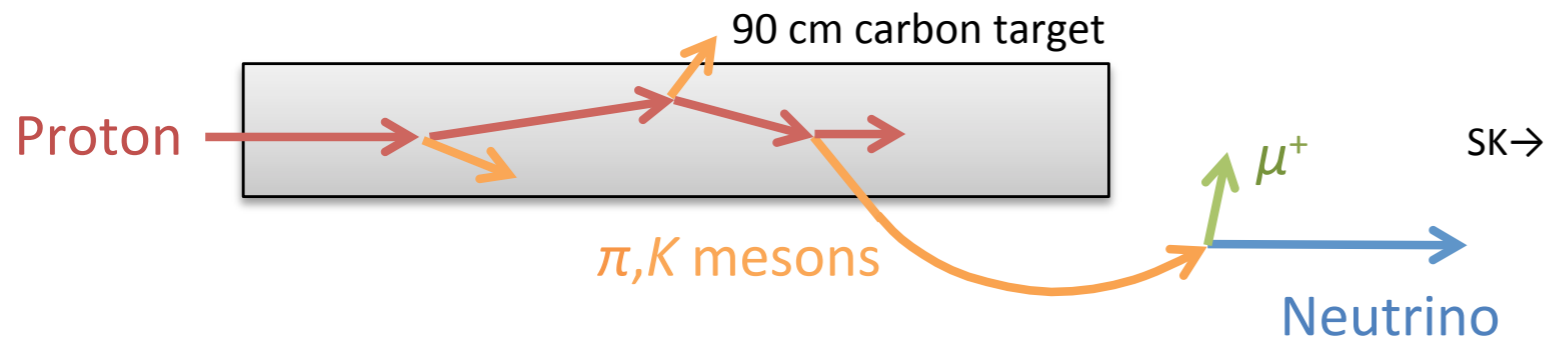 90 cm carbon target
Proton
μ⁺
SK→
π,K mesons
Neutrino